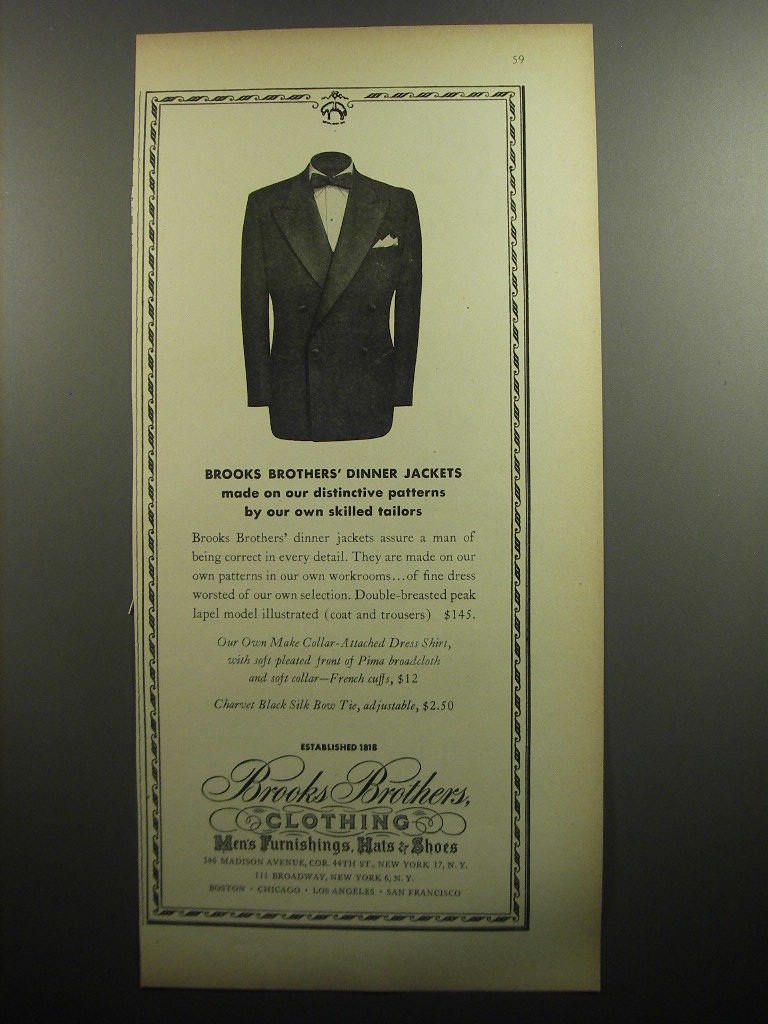 59
BROOKS BROTHERS' DINNER JACKETS
made on our distinctive patterns
by our own skilled tailors
Brooks Brothers' dinner jackets assure a man of
being correct in every detail. They are made on our
own patterns in our own workrooms...of fine dress
worsted of our own selection. Double-breasted peak
lapel model illustrated (coat and trousers) $145.
Our Own Make Collar-Attached Dress Shirt,
with soft pleated front of Pima broadcloth
and soft collar—French cuffs, $12
Charvet Black Silk Bow Tie, adjustable, $2.50
ESTABLISHED 1818
Brooks Brothers,
CLOTHING
Men's Furnishings, Hats & Shoes
346 MADISON AVENUE, COR. 44TH ST., NEW YORK 17, N. Y.
111 BROADWAY, NEW YORK 6, N. Y.
BOSTON · CHICAGO · LOS ANGELES · SAN FRANCISCO